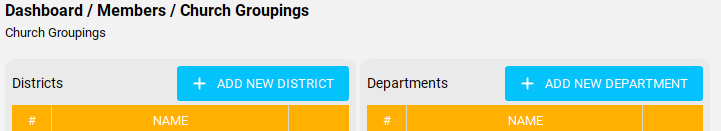 Dashboard / Members / Church Groupings
Church Groupings
Districts
+ ADD NEW DISTRICT
Departments
+ ADD NEW DEPARTMENT
# NAME
# NAME